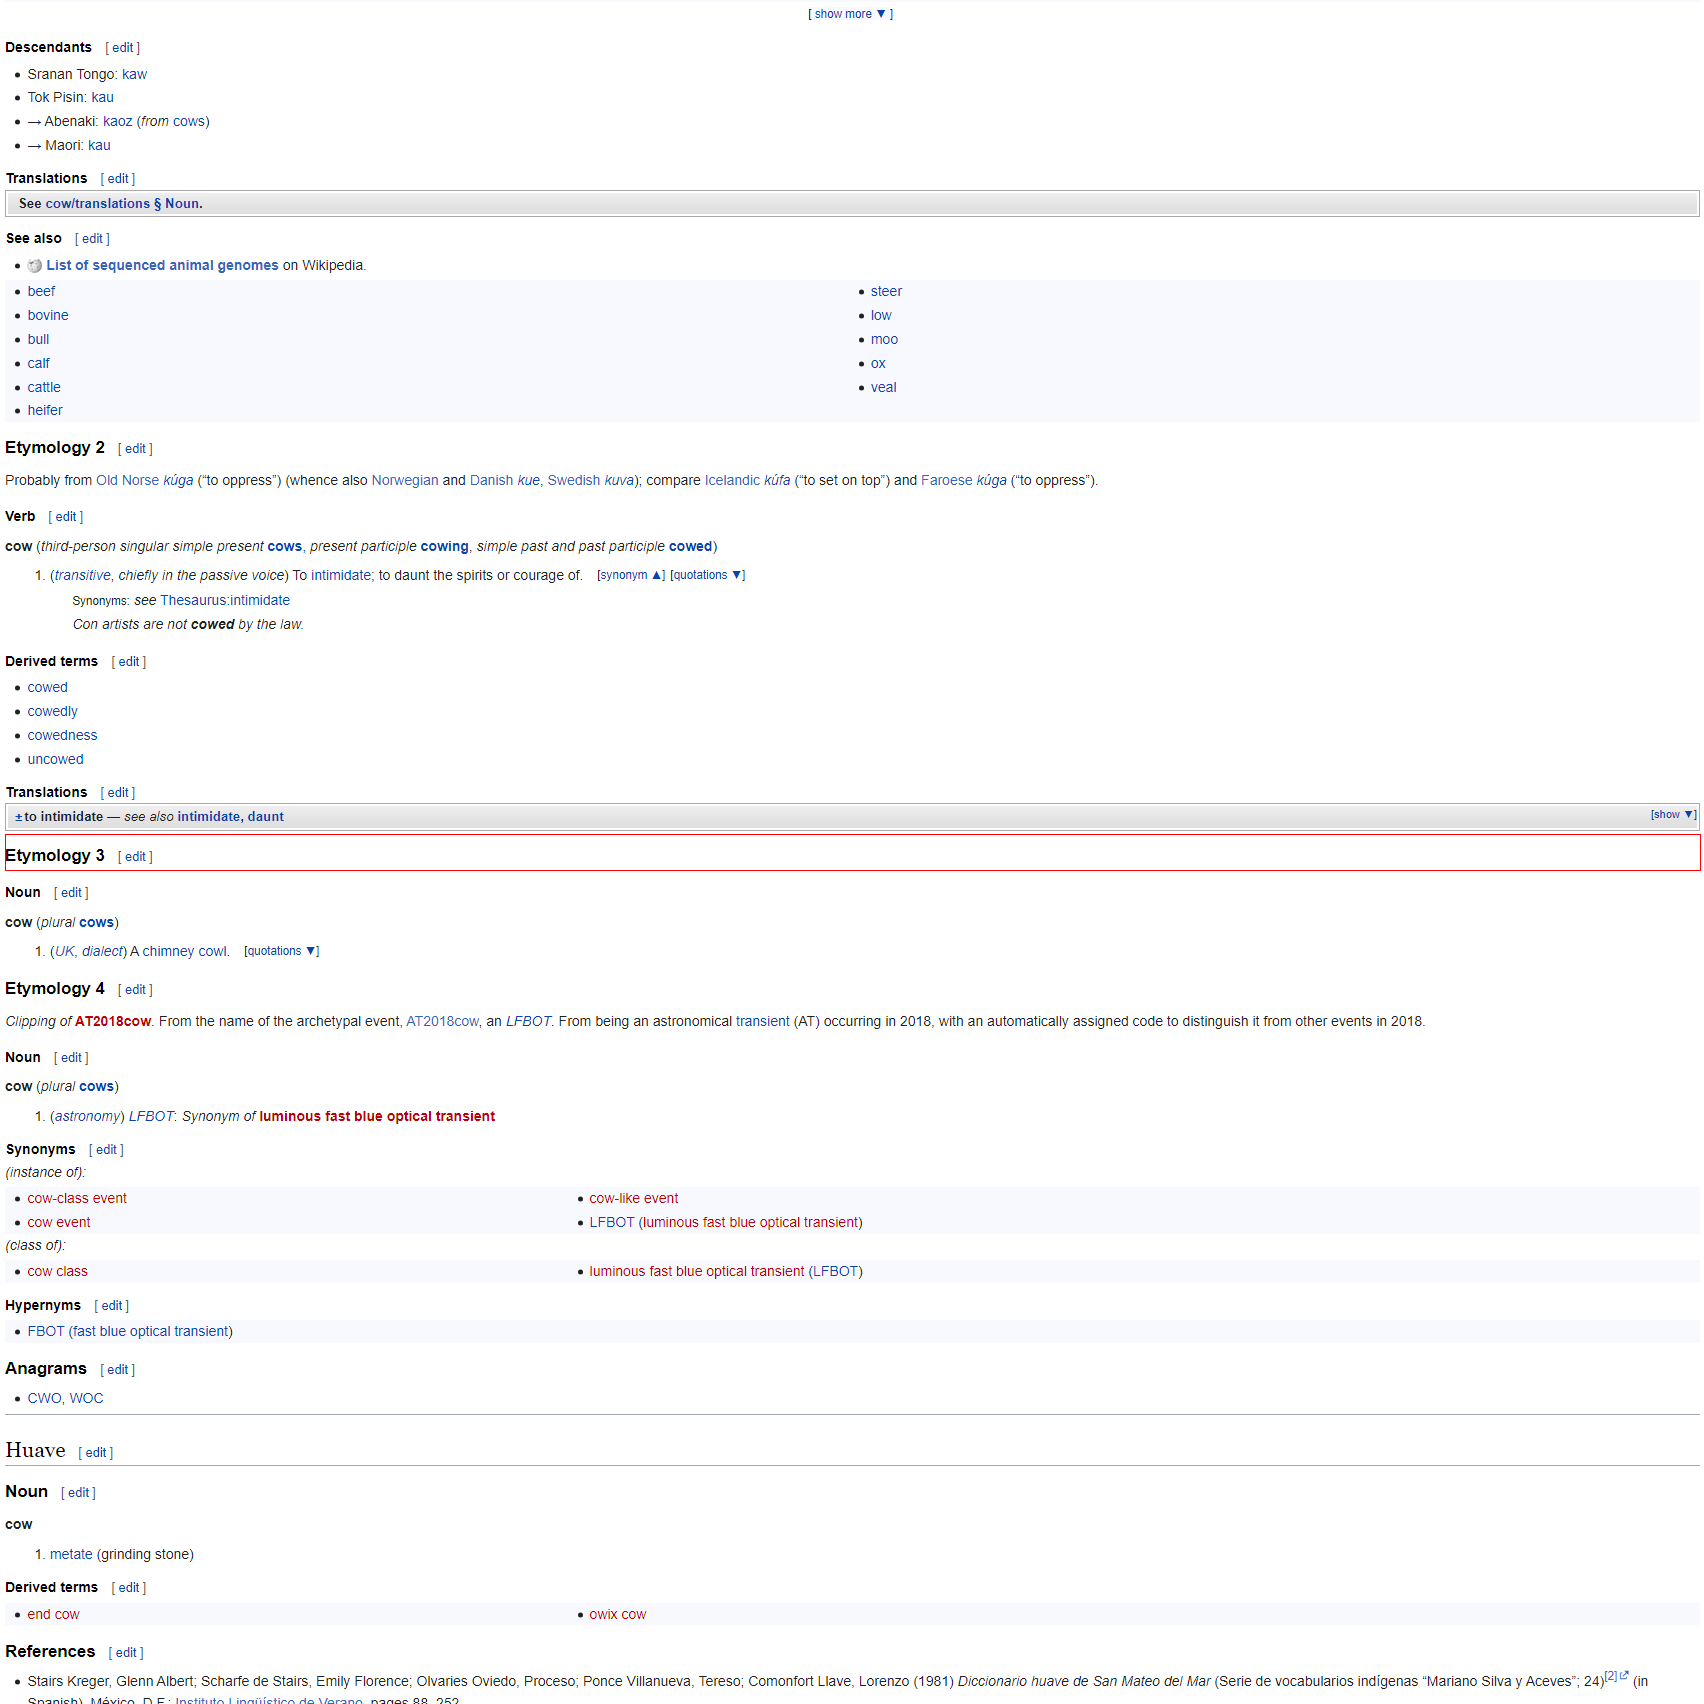 [ show more ▼ ]
Descendants [ edit ]
• Sranan Tongo: kaw
• Tok Pisin: kau
• → Abenaki: kaoz (from cows)
• → Maori: kau
Translations [ edit ]
See cow/translations § Noun.
See also [ edit ]
• List of sequenced animal genomes on Wikipedia.
• beef
• bovine
• bull
• calf
• cattle
• heifer
• steer
• low
• moo
• ox
• veal
Etymology 2 [ edit ]
Probably from Old Norse kúga (“to oppress”) (whence also Norwegian and Danish kue, Swedish kuva); compare Icelandic kúfa (“to set on top”) and Faroese kúga (“to oppress”).
Verb [ edit ]
cow (third-person singular simple present cows, present participle cowing, simple past and past participle cowed)
1. (transitive, chiefly in the passive voice) To intimidate; to daunt the spirits or courage of. [synonym ▲] [quotations ▼]
Synonyms: see Thesaurus:intimidate
Con artists are not cowed by the law.
Derived terms [ edit ]
• cowed
• cowedly
• cowedness
• uncowed
Translations [ edit ]
± to intimidate — see also intimidate, daunt [show ▼]
Etymology 3 [ edit ]
Noun [ edit ]
cow (plural cows)
1. (UK, dialect) A chimney cowl. [quotations ▼]
Etymology 4 [ edit ]
Clipping of AT2018cow. From the name of the archetypal event, AT2018cow, an LFBOT. From being an astronomical transient (AT) occurring in 2018, with an automatically assigned code to distinguish it from other events in 2018.
Noun [ edit ]
cow (plural cows)
1. (astronomy) LFBOT: Synonym of luminous fast blue optical transient
Synonyms [ edit ]
(instance of):
• cow-class event
• cow event
• cow-like event
• LFBOT (luminous fast blue optical transient)
(class of):
• cow class
• luminous fast blue optical transient (LFBOT)
Hypernyms [ edit ]
• FBOT (fast blue optical transient)
Anagrams [ edit ]
• CWO, WOC
Huave [ edit ]
Noun [ edit ]
cow
1. metate (grinding stone)
Derived terms [ edit ]
• end cow
• owix cow
References [ edit ]
• Stairs Kreger, Glenn Albert; Scharfe de Stairs, Emily Florence; Olvaries Oviedo, Proceso; Ponce Villanueva, Tereso; Comonfort Llave, Lorenzo (1981) Diccionario huave de San Mateo del Mar (Serie de vocabularios indígenas “Mariano Silva y Aceves”; 24)[2] (in
Spanish), México, D.F.: Instituto Lingüístico de Verano, pages 88, 252